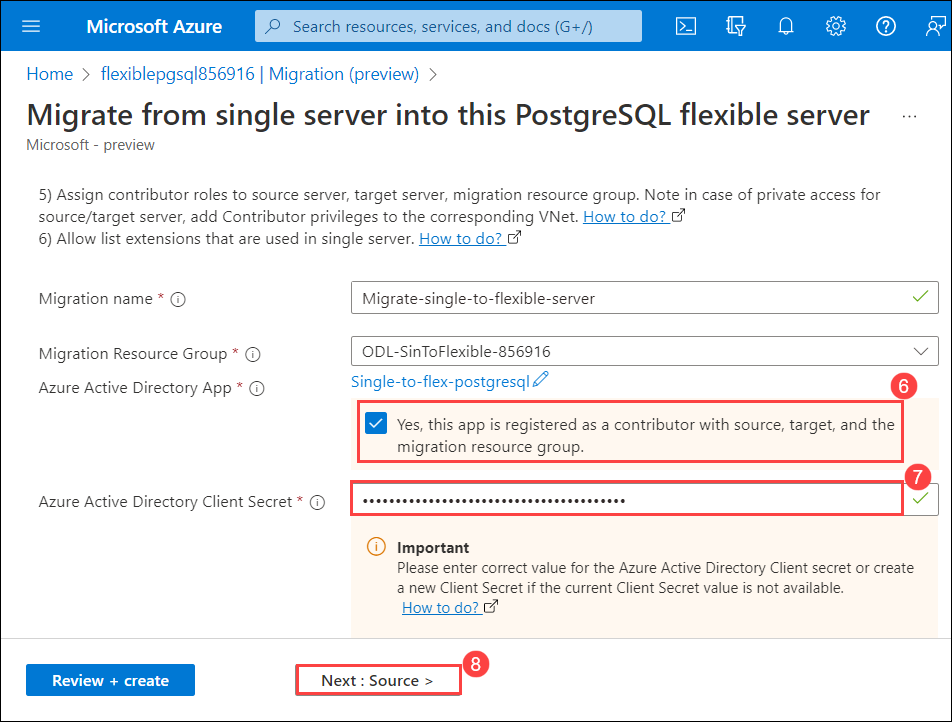 Microsoft Azure
Search resources, services, and docs (G+/)
Home > flexiblepgsql856916 | Migration (preview) >
Migrate from single server into this PostgreSQL flexible server ...
Microsoft - preview
5) Assign contributor roles to source server, target server, migration resource group. Note in case of private access for
source/target server, add Contributor privileges to the corresponding VNet. How to do?
6) Allow list extensions that are used in single server. How to do?
Migration name *
Migrate-single-to-flexible-server
Migration Resource Group *
ODL-SinToFlexible-856916
Azure Active Directory App *
Single-to-flex-postgresql
6
Yes, this app is registered as a contributor with source, target, and the
migration resource group.
7
Azure Active Directory Client Secret *
••••••••••••••••••••••••••••••••••••••••
Important
Please enter correct value for the Azure Active Directory Client secret or create
a new Client Secret if the current Client Secret value is not available.
How to do?
8
Review + create
Next : Source >